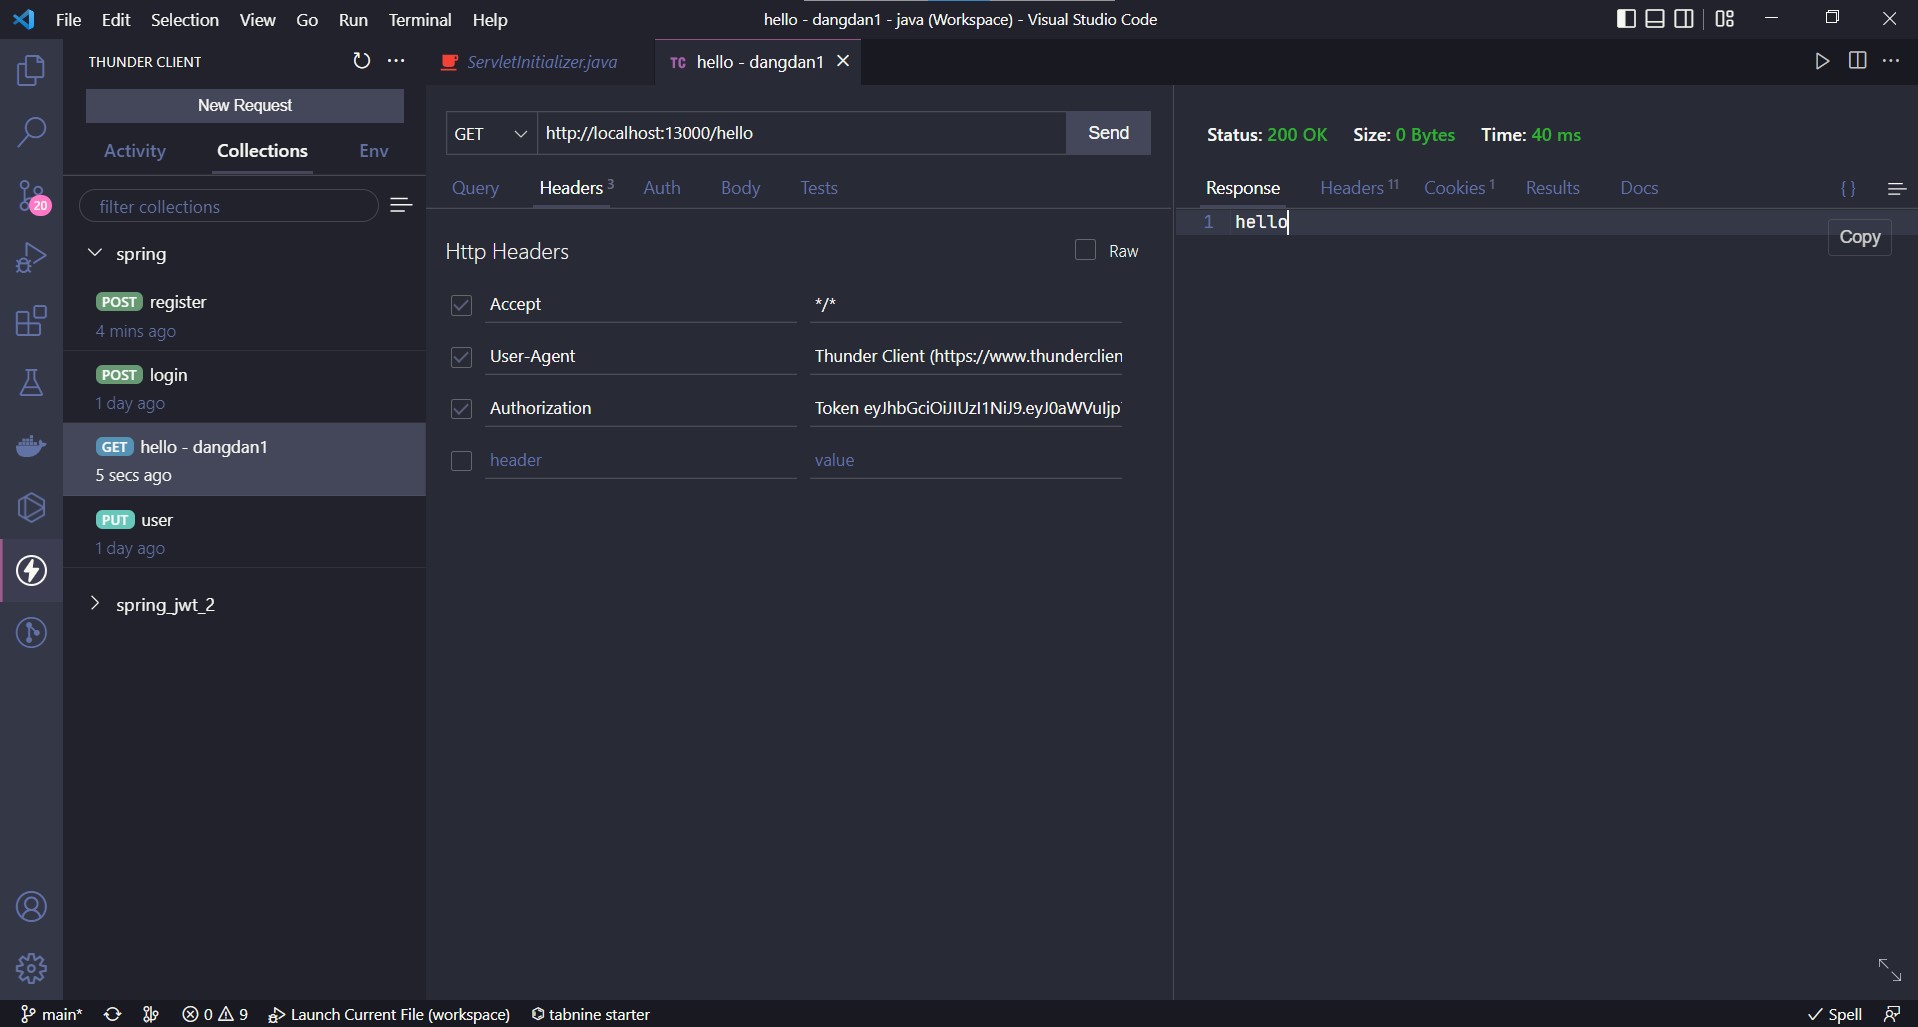 File Edit Selection View Go Run Terminal Help
hello - dangdan1 - java (Workspace) - Visual Studio Code
THUNDER CLIENT
New Request
Activity Collections Env
filter collections
spring
POST register
4 mins ago
POST login
1 day ago
GET hello - dangdan1
5 secs ago
PUT user
1 day ago
spring_jwt_2
20
ServletInitializer.java
TC hello - dangdan1
GET http://localhost:13000/hello Send
Query Headers 3 Auth Body Tests
Http Headers Raw
Accept */*
User-Agent Thunder Client (https://www.thunderclien
Authorization Token
header value
Status: 200 OK Size: 0 Bytes Time: 40 ms
Response Headers 11 Cookies 1 Results Docs {}
1 hello
Copy
main* 0 9 Launch Current File (workspace) tabnine starter
Spell